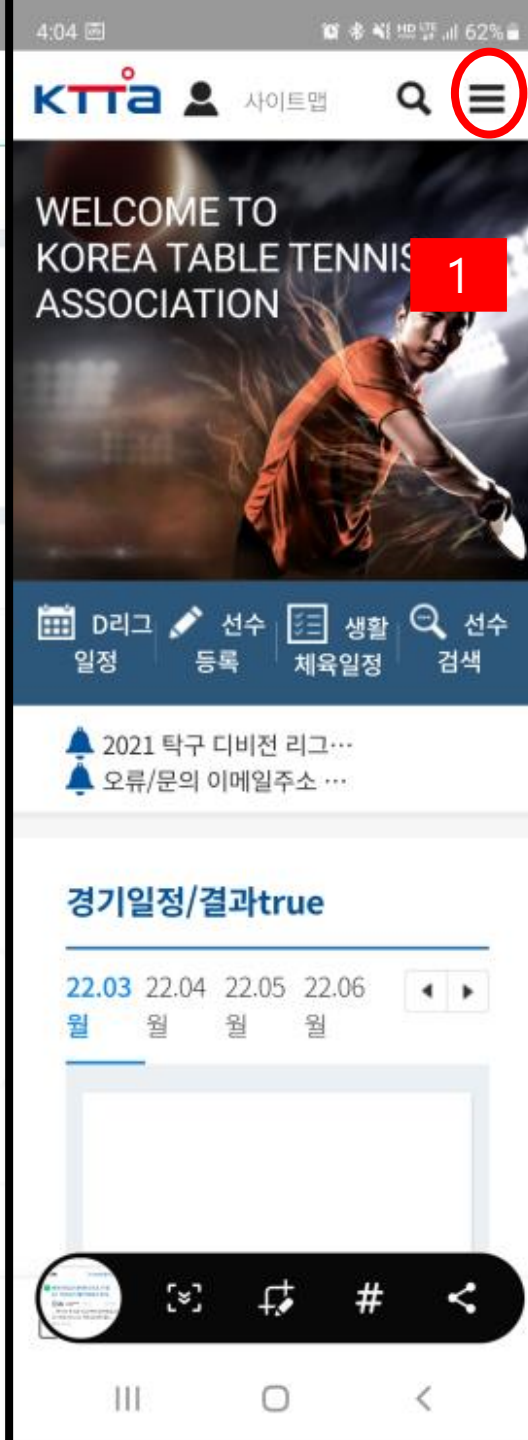 4:04
62%
KTTa
사이트맵
WELCOME TO
KOREA TABLE TENNIS
ASSOCIATION
1
D리그
일정
선수
등록
생활
체육일정
선수
검색
2021 탁구 디비전 리그…
오류/문의 이메일주소 …
경기일정/결과true
22.03
월
22.04
월
22.05
월
22.06
월
#